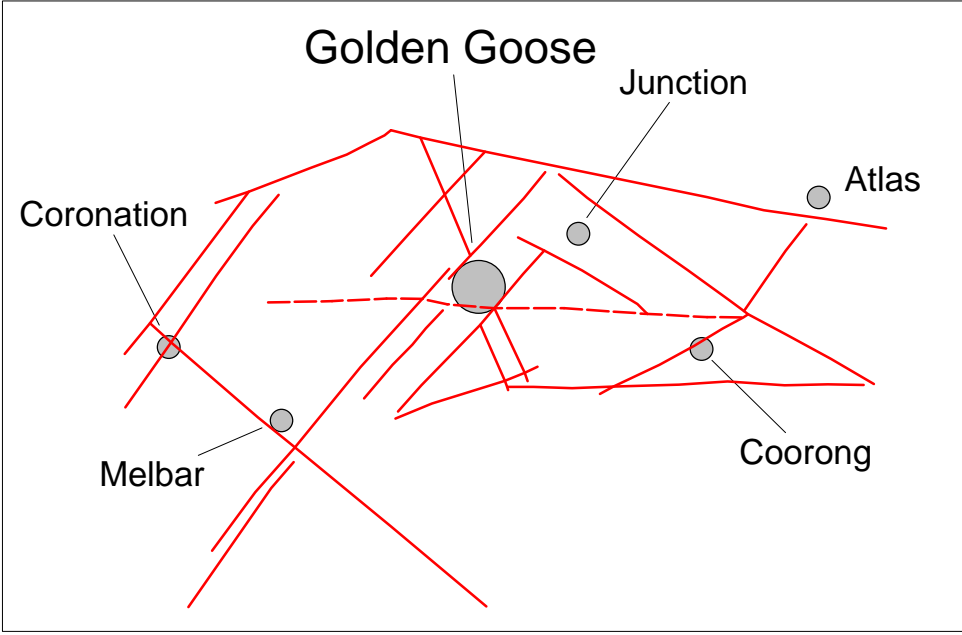 Golden Goose
Junction
Atlas
Coronation
Melbar
Coorong